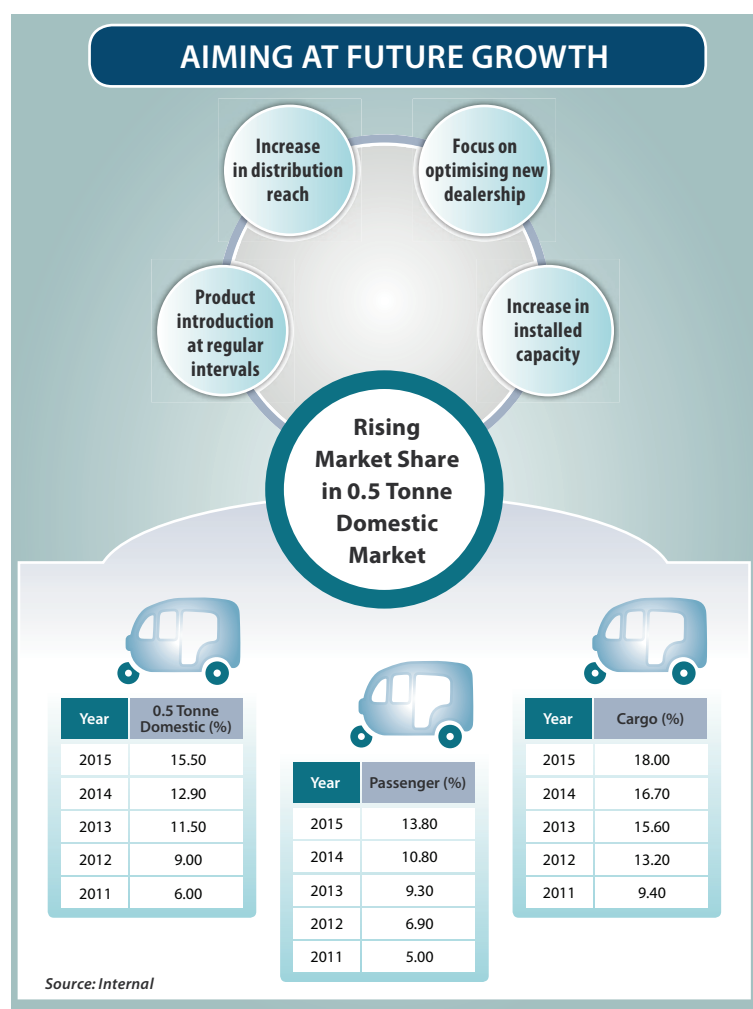 AIMING AT FUTURE GROWTH
Increase
in distribution
reach
Focus on
optimising new
dealership
Product
introduction
at regular
intervals
Increase in
installed
capacity
Rising
Market Share
in 0.5 Tonne
Domestic
Market
Year 0.5 Tonne
Domestic (%)
2015 15.50
2014 12.90
2013 11.50
2012 9.00
2011 6.00
Year Passenger (%)
2015 13.80
2014 10.80
2013 9.30
2012 6.90
2011 5.00
Year Cargo (%)
2015 18.00
2014 16.70
2013 15.60
2012 13.20
2011 9.40
Source: Internal